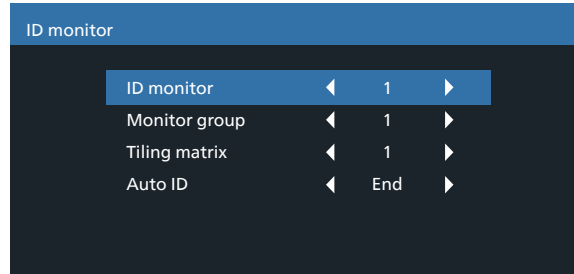 ID monitor
ID monitor 1
Monitor group 1
Tiling matrix 1
Auto ID End